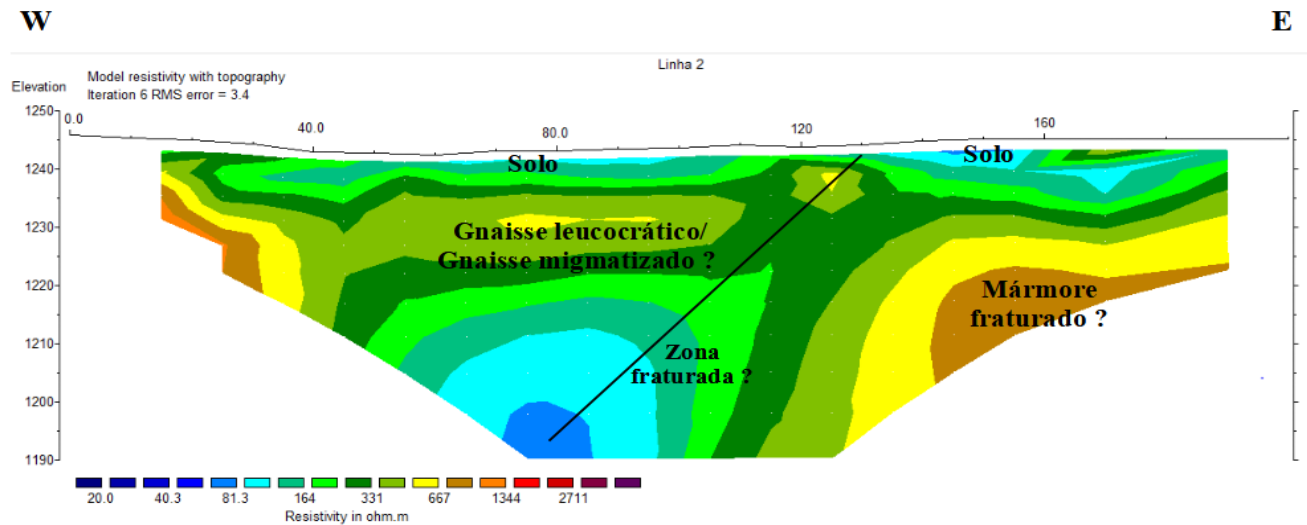 W E
Linha 2
Model resistivity with topography
Elevation
Iteration 6 RMS error = 3.4
1250
0.0 40.0 80.0 120 160
1240
1230
1220
1210
1200
1190
Solo
Solo
Gnaisse leucocrático/
Gnaisse migmatizado ?
Mármore
fraturado ?
Zona
fraturada ?
20.0 40.3 81.3 164 331 667 1344 2711
Resistivity in ohm.m